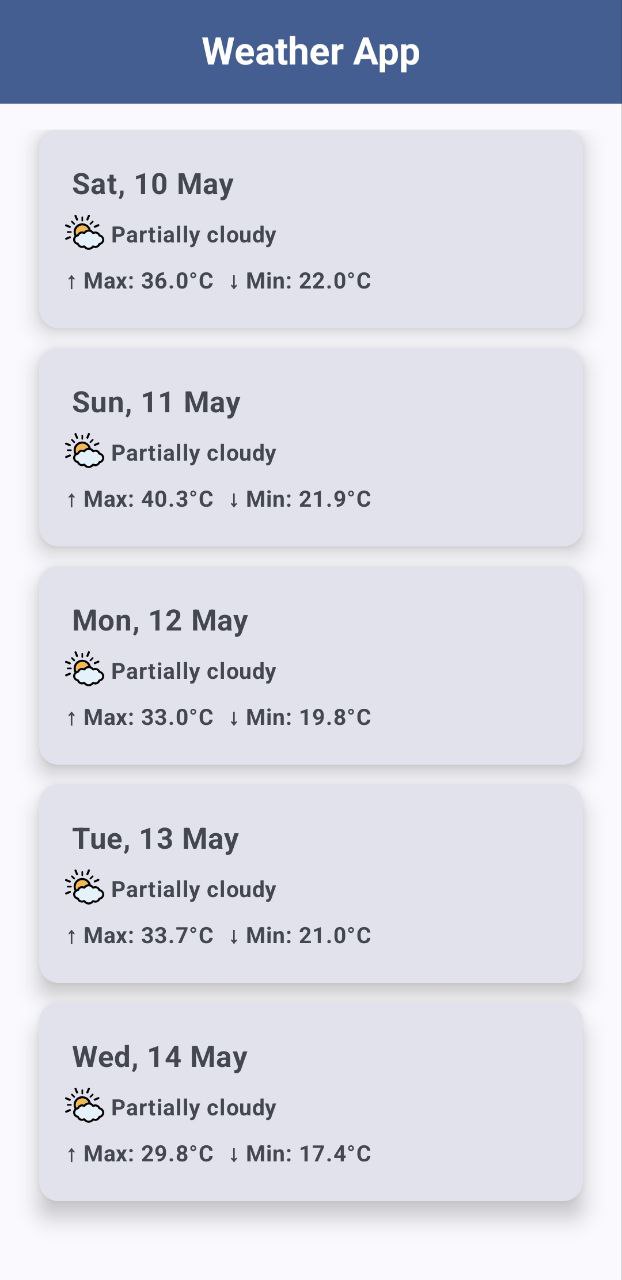 Weather App
Sat, 10 May
Partially cloudy
↑ Max: 36.0°C ↓ Min: 22.0°C
Sun, 11 May
Partially cloudy
↑ Max: 40.3°C ↓ Min: 21.9°C
Mon, 12 May
Partially cloudy
↑ Max: 33.0°C ↓ Min: 19.8°C
Tue, 13 May
Partially cloudy
↑ Max: 33.7°C ↓ Min: 21.0°C
Wed, 14 May
Partially cloudy
↑ Max: 29.8°C ↓ Min: 17.4°C